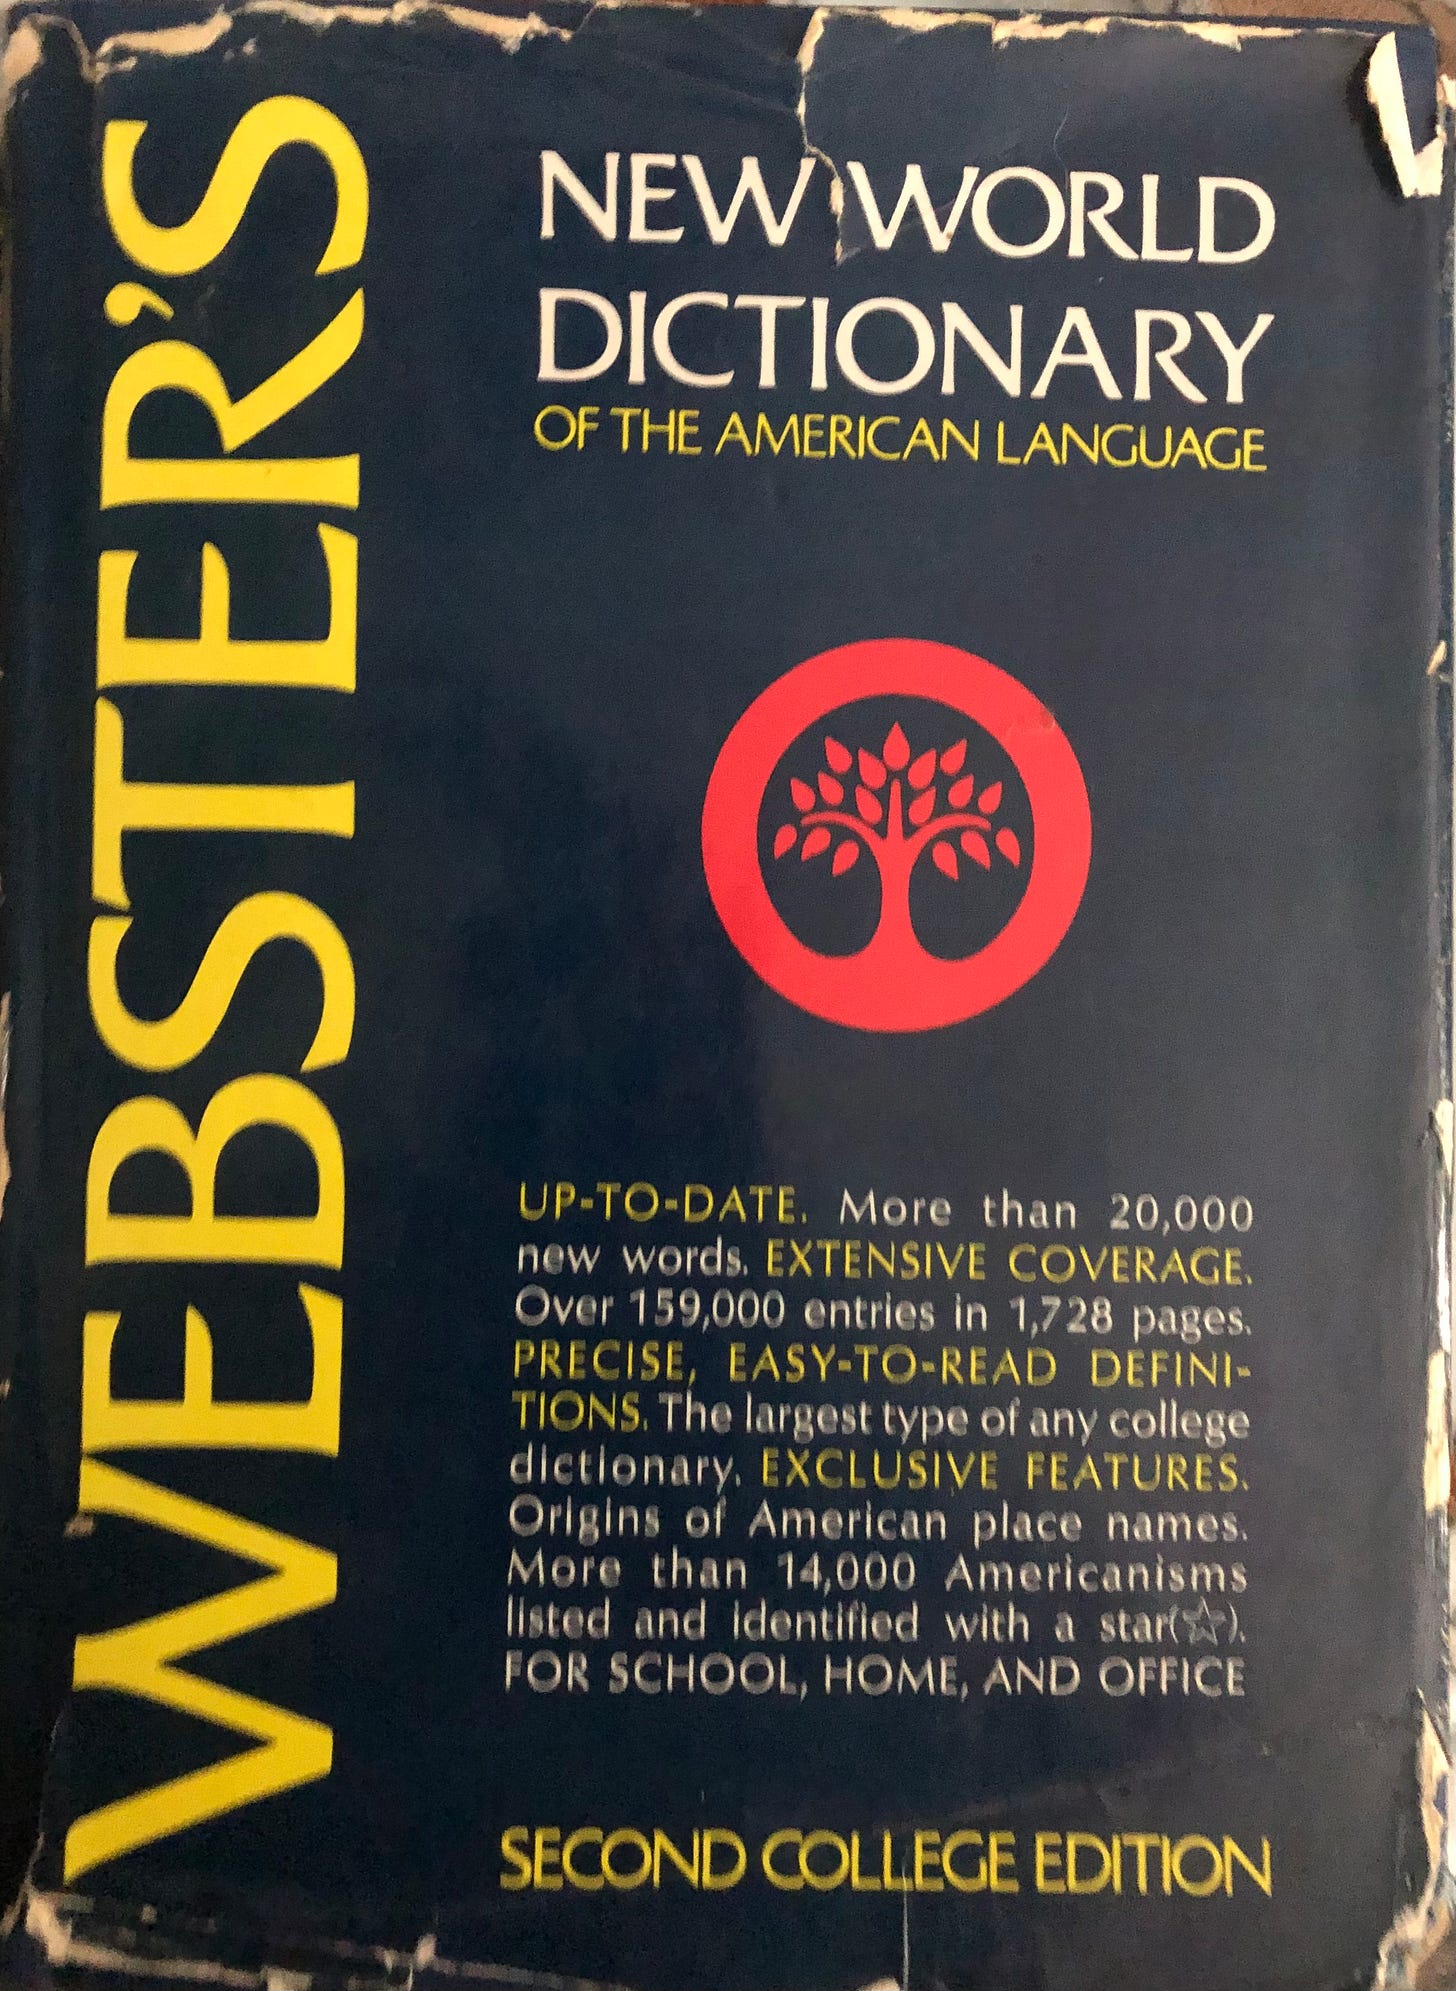 WEBSTER'S
NEW WORLD
DICTIONARY
OF THE AMERICAN LANGUAGE
UP-TO-DATE. More than 20,000
new words. EXTENSIVE COVERAGE.
Over 159,000 entries in 1,728 pages.
PRECISE, EASY-TO-READ DEFINI-
TIONS. The largest type of any college
dictionary. EXCLUSIVE FEATURES.
Origins of American place names.
More than 14,000 Americanisms
listed and identified with a star(☆).
FOR SCHOOL, HOME, AND OFFICE
SECOND COLLEGE EDITION